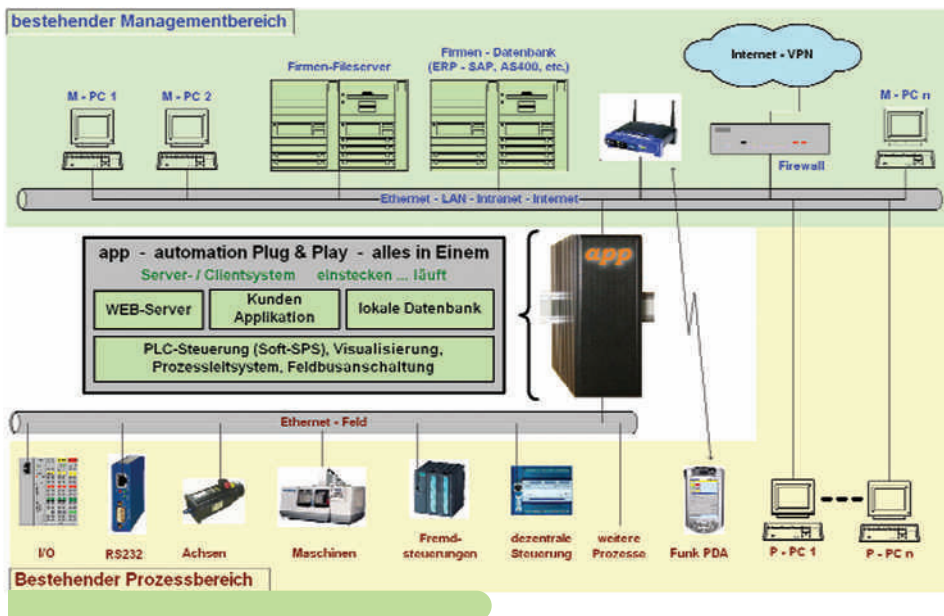 bestehender Managementbereich
Internet - VPN
Firmen-Fileserver
Firmen - Datenbank
(ERP - SAP, AS400, etc.)
M - PC 1
M - PC 2
M - PC n
Firewall
Ethernet - LAN - Intranet - Internet
app - automation Plug & Play - alles in Einem
Server- / Clientsystem einstecken ... läuft
WEB-Server
Kunden
Applikation
lokale Datenbank
PLC-Steuerung (Soft-SPS), Visualisierung,
Prozessleitsystem, Feldbusanschaltung
app
Ethernet - Feld
I/O
RS232
Achsen
Maschinen
Fremd-
steuerungen
dezentrale
Steuerung
weitere
Prozesse
Funk PDA
P - PC 1
P - PC n
Bestehender Prozessbereich